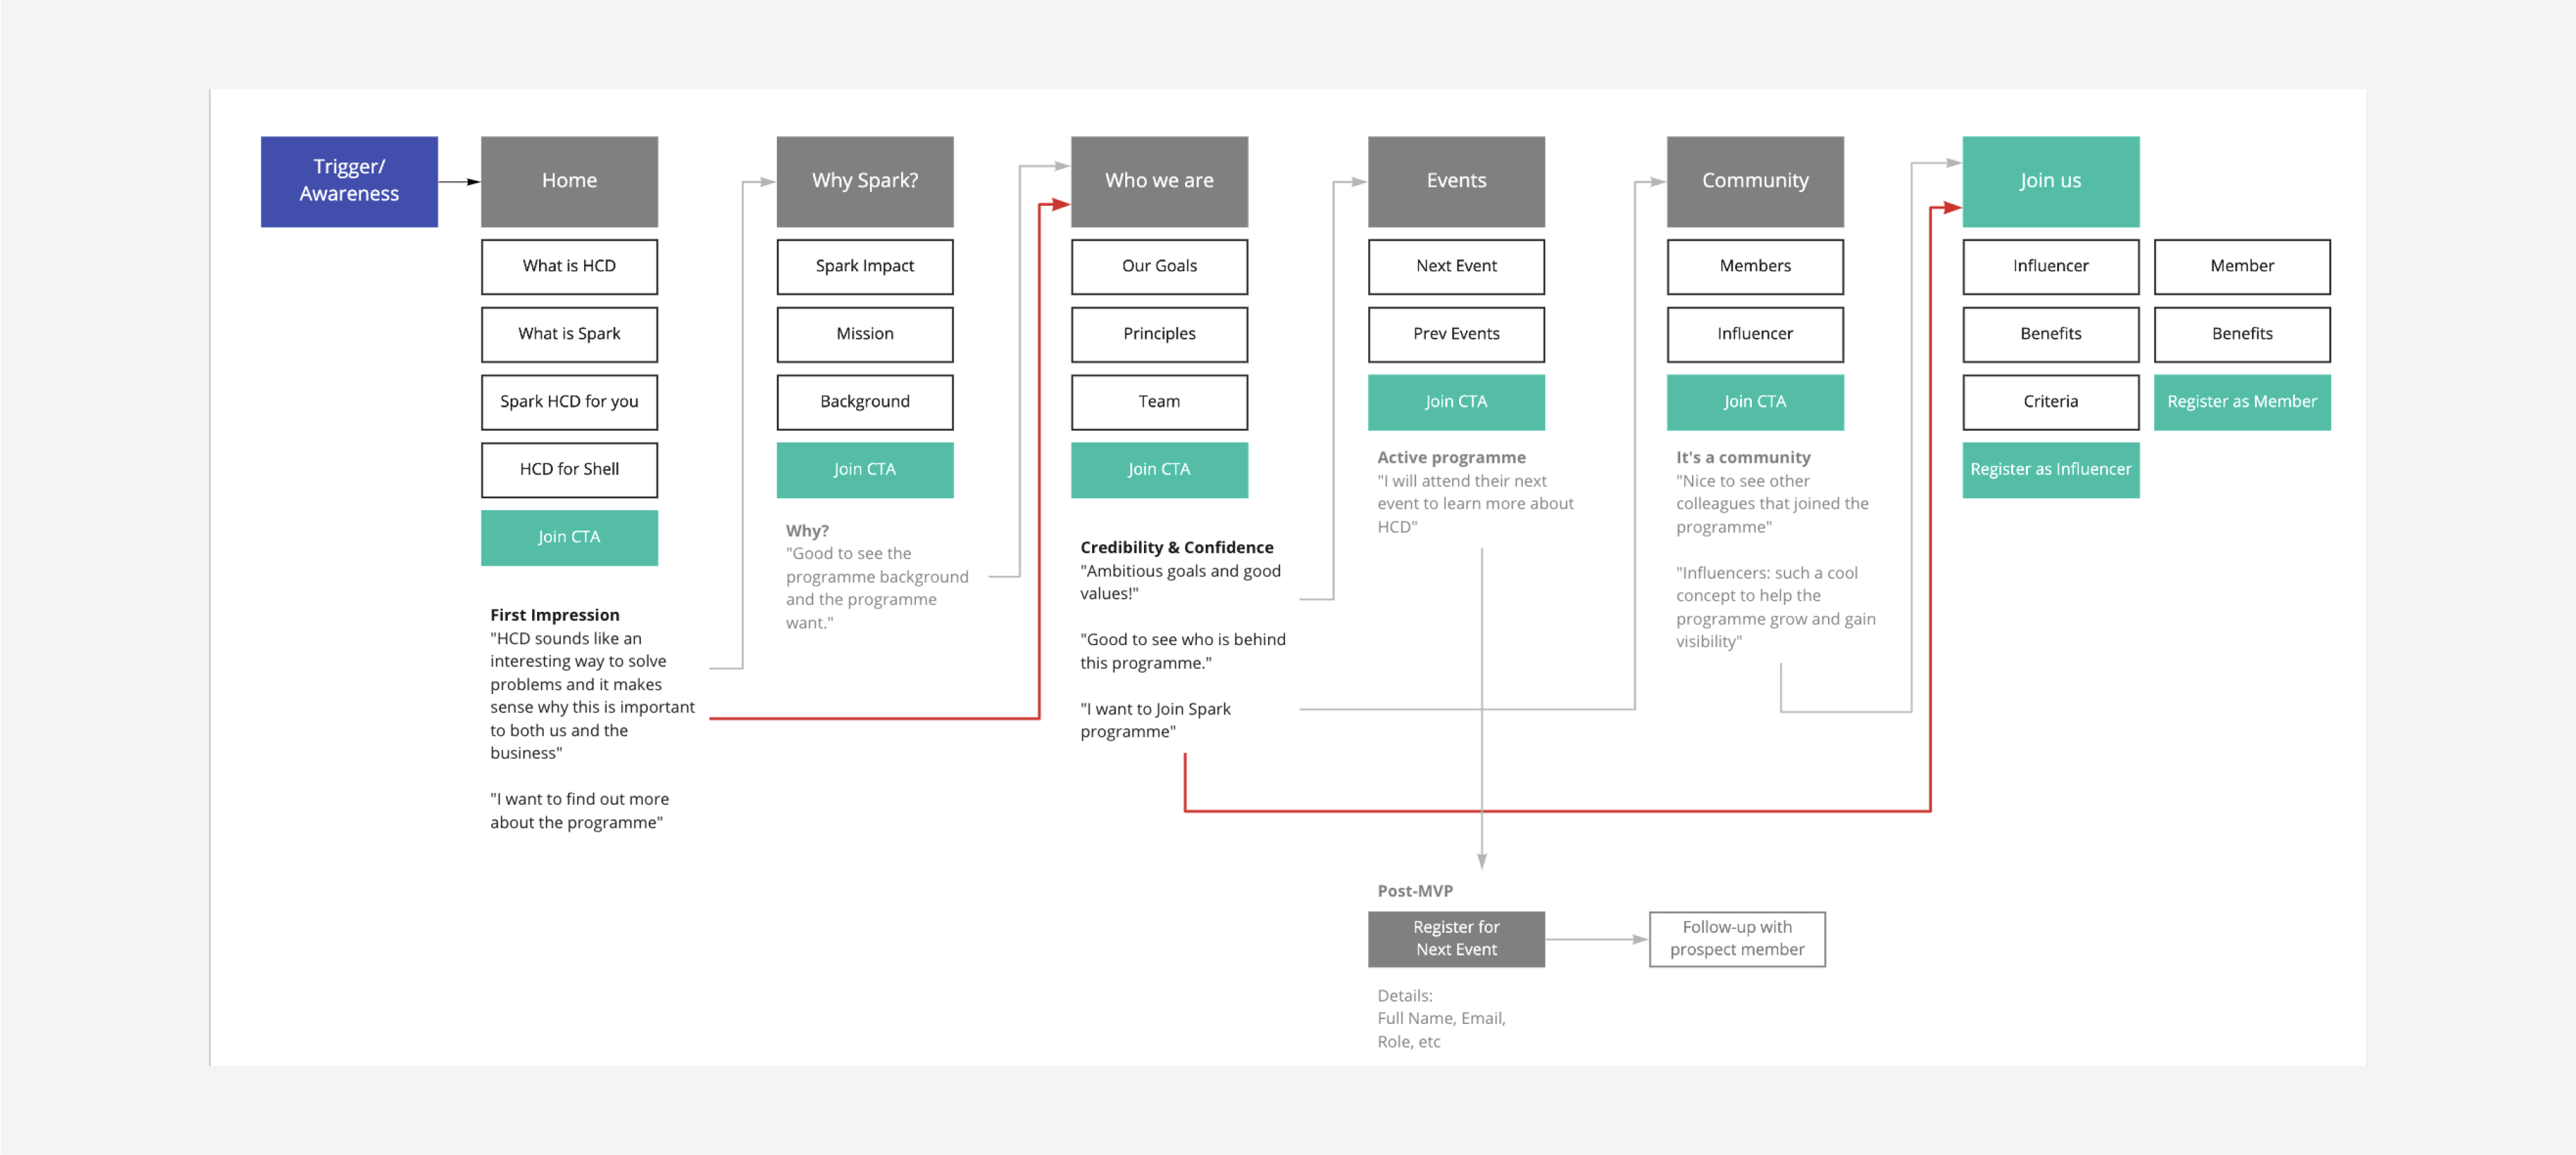 Trigger/
Awareness
Home
What is HCD
What is Spark
Spark HCD for you
HCD for Shell
Join CTA
First Impression
"HCD sounds like an
interesting way to solve
problems and it makes
sense why this is important
to both us and the
business"
"I want to find out more
about the programme"
Why Spark?
Spark Impact
Mission
Background
Join CTA
Why?
"Good to see the
programme background
and the programme
want."
Who we are
Our Goals
Principles
Team
Join CTA
Credibility & Confidence
"Ambitious goals and good
values!"
"Good to see who is behind
this programme."
"I want to Join Spark
programme"
Events
Next Event
Prev Events
Join CTA
Active programme
"I will attend their next
event to learn more about
HCD"
Post-MVP
Register for
Next Event
Follow-up with
prospect member
Details:
Full Name, Email,
Role, etc
Community
Members
Influencer
Join CTA
It's a community
"Nice to see other
colleagues that joined the
programme"
"Influencers: such a cool
concept to help the
programme grow and gain
visibility"
Join us
Influencer
Benefits
Criteria
Register as Influencer
Member
Benefits
Register as Member